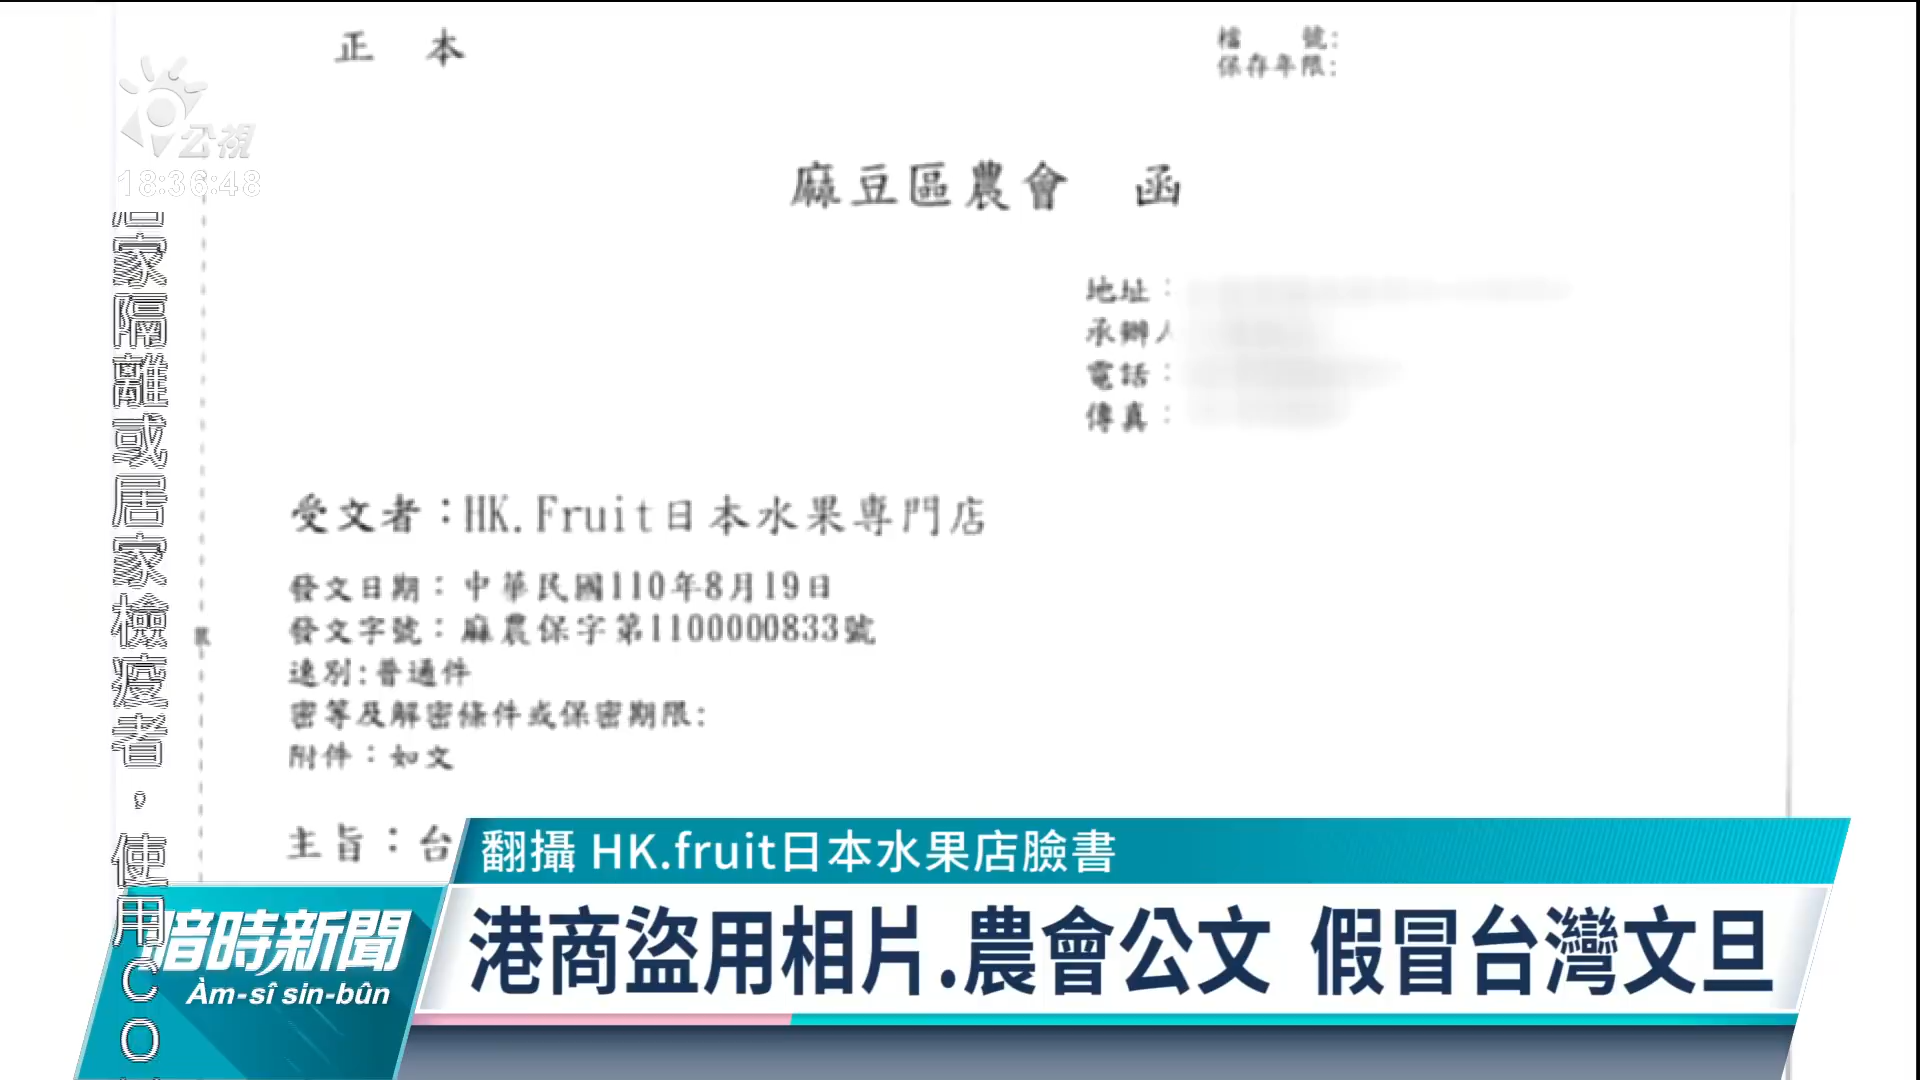 正 本
檔 號:
保存年限:
公視
18:36:48
麻豆區農會 函
地址：
承辦人
電話：
傳真：
受文者：HK.Fruit日本水果專門店
發文日期：中華民國110年8月19日
發文字號：麻農保字第1100000833號
速別:普通件
密等及解密條件或保密期限:
附件：如文
主旨：台
居家隔離或居家檢疫者，使用CO
翻攝 HK.fruit日本水果店臉書
港商盜用相片.農會公文 假冒台灣文旦
暗時新聞
Àm-sî sin-bûn